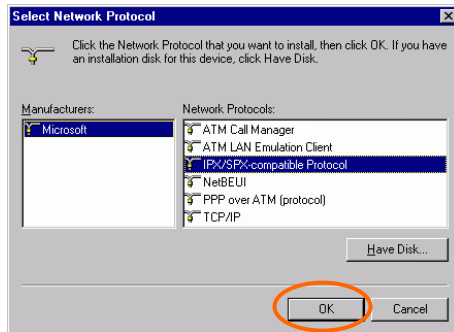 Select Network Protocol
Click the Network Protocol that you want to install, then click OK. If you have
an installation disk for this device, click Have Disk.
Manufacturers:
Microsoft
Network Protocols:
ATM Call Manager
ATM LAN Emulation Client
IPX/SPX-compatible Protocol
NetBEUI
PPP over ATM (protocol)
TCP/IP
Have Disk...
OK
Cancel